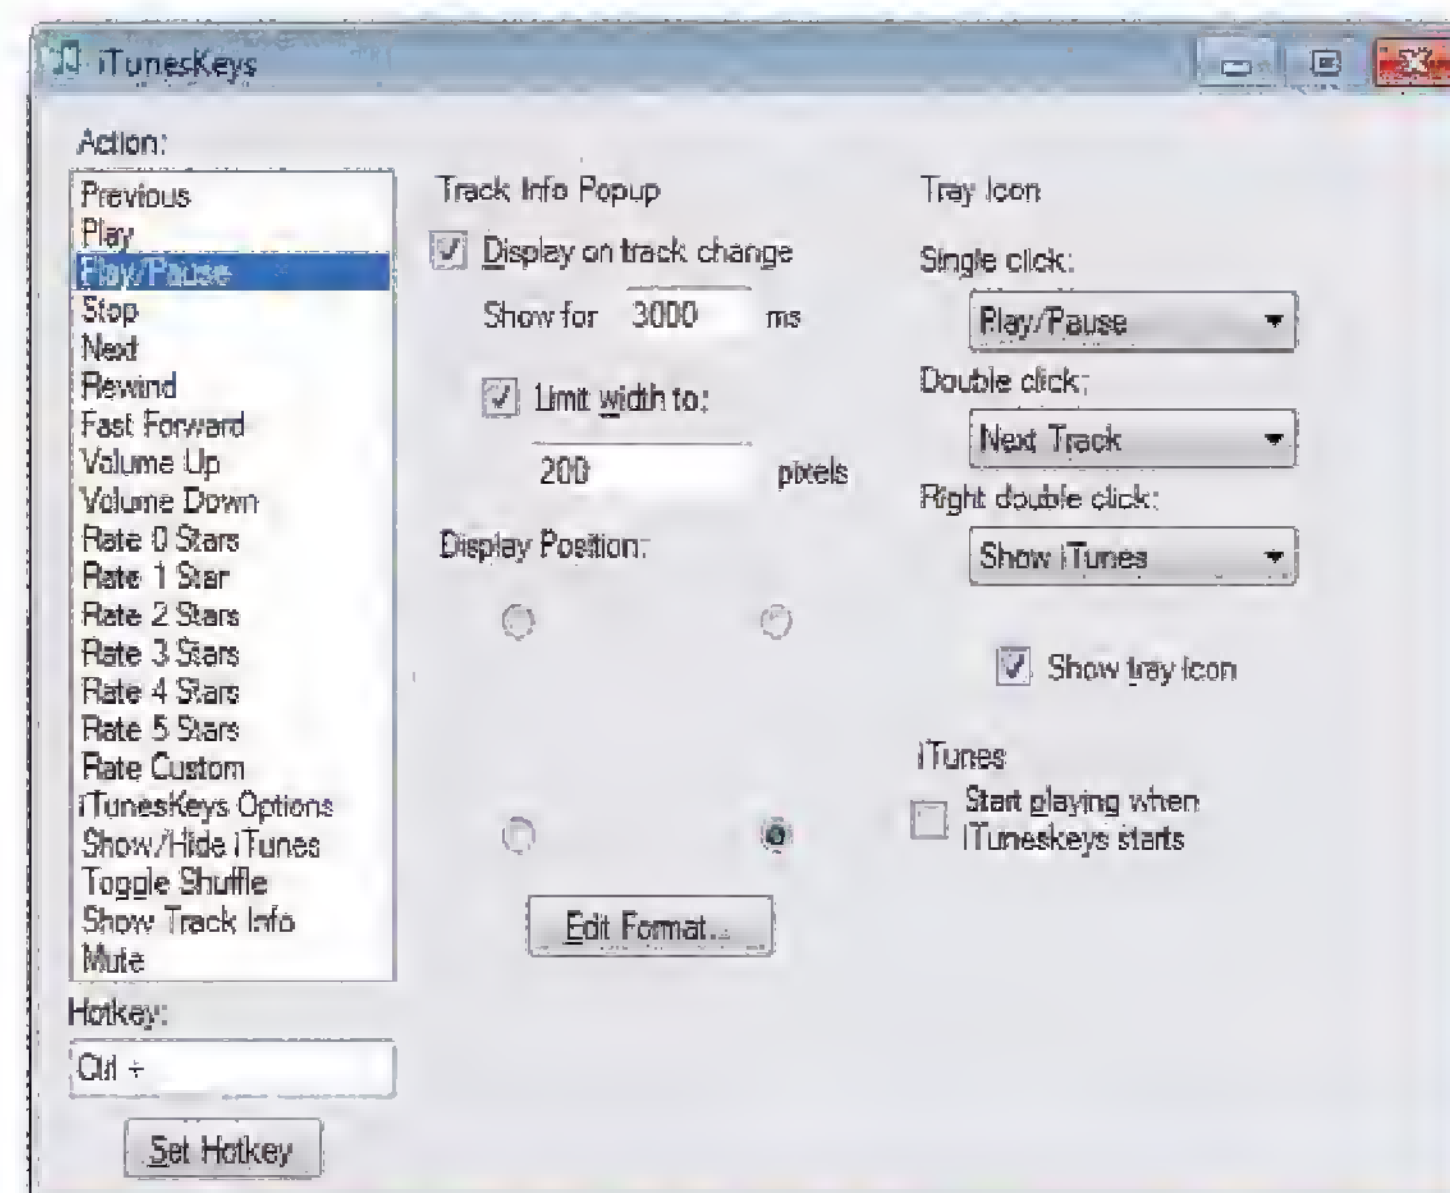 iTunesKeys
Action:
Previous
Play
Play/Pause
Stop
Next
Rewind
Fast Forward
Volume Up
Volume Down
Rate 0 Stars
Rate 1 Star
Rate 2 Stars
Rate 3 Stars
Rate 4 Stars
Rate 5 Stars
Rate Custom
iTunesKeys Options
Show/Hide iTunes
Toggle Shuffle
Show Track Info
Mute
Hotkey:
Ctrl +
Set Hotkey
Track Info Popup
Display on track change
Show for 3000 ms
Limit width to:
200 pixels
Display Position:
Edit Format...
Tray Icon
Single click:
Play/Pause
Double click:
Next Track
Right double click:
Show iTunes
Show tray icon
iTunes
Start playing when
iTuneskeys starts